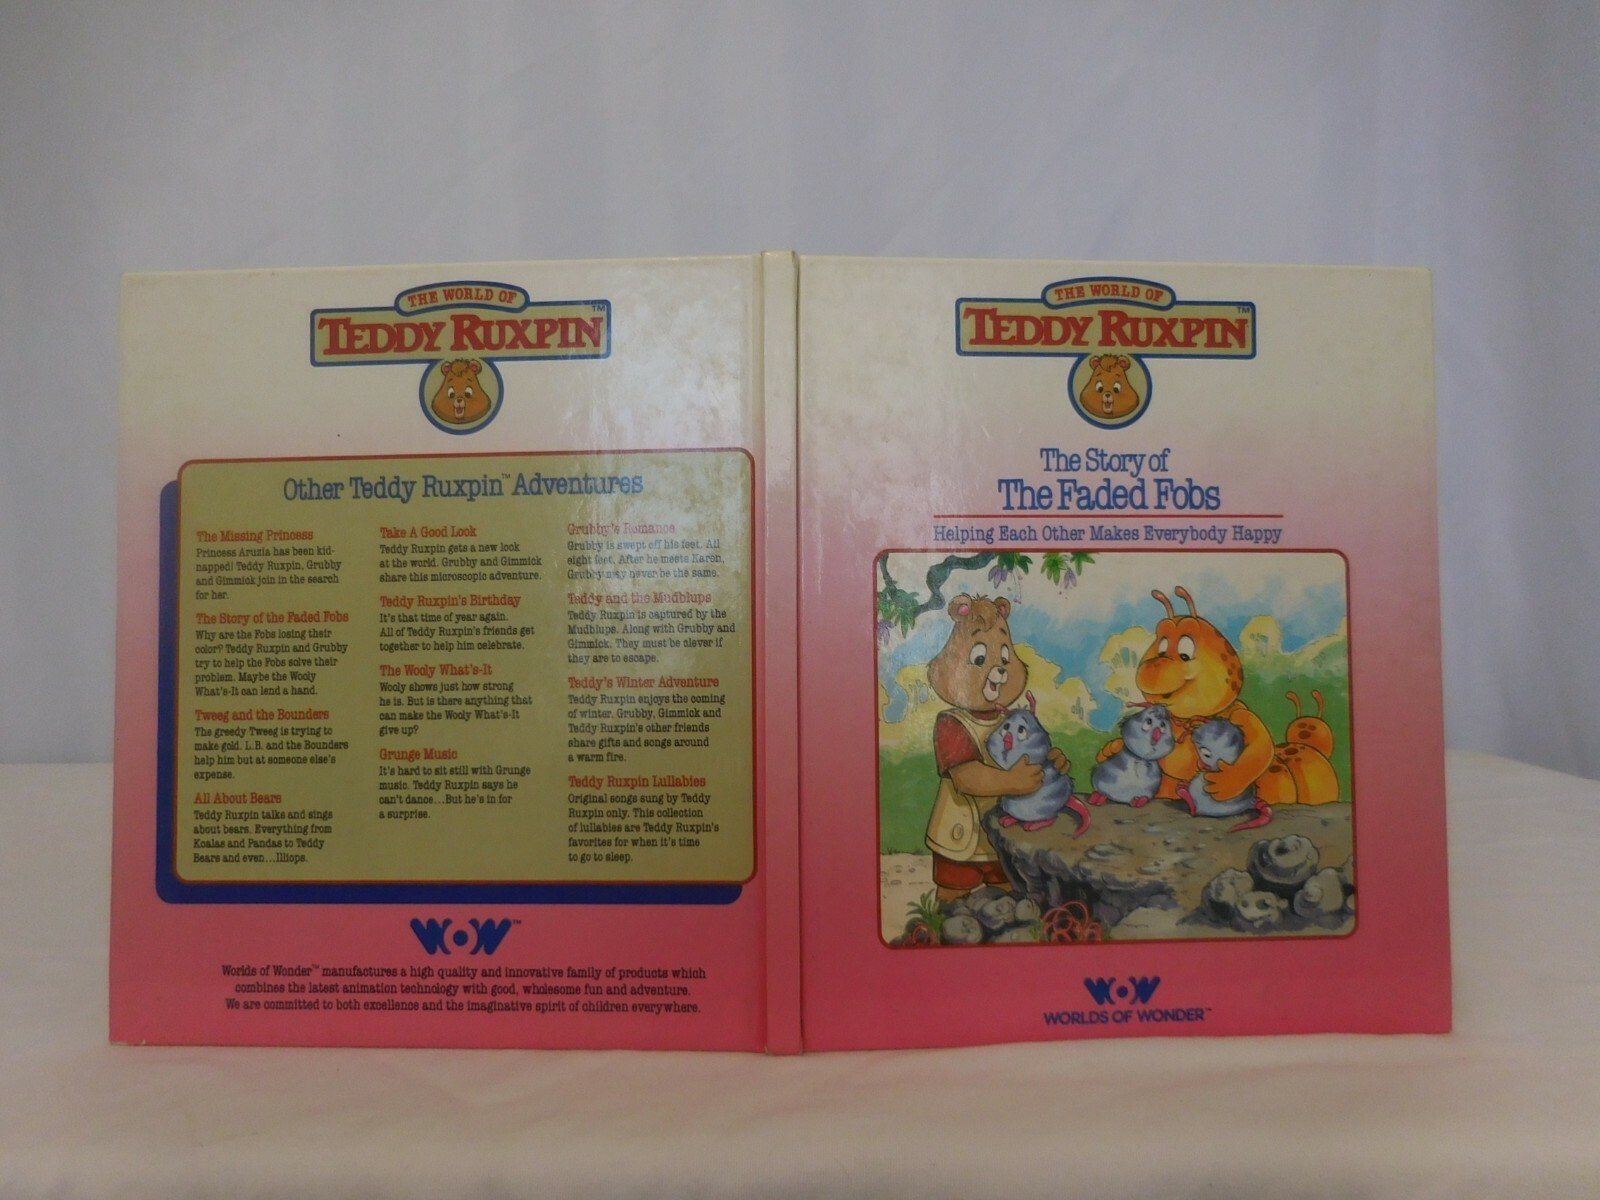 THE WORLD OF
TEDDY RUXPIN™
Other Teddy Ruxpin™ Adventures
The Missing Princess
Princess Aruzia has been kid-
napped! Teddy Ruxpin, Grubby
and Gimmick join in the search
for her.
The Story of the Faded Fobs
Why are the Fobs losing their
color? Teddy Ruxpin and Grubby
try to help the Fobs solve their
problem. Maybe the Wooly
What's-It can lend a hand.
Tweeg and the Bounders
The greedy Tweeg is trying to
make gold. L.B. and the Bounders
help him but at someone else's
expense.
All About Bears
Teddy Ruxpin talks and sings
about bears. Everything from
Koalas and Pandas to Teddy
Bears and even...Illiops.
Take A Good Look
Teddy Ruxpin gets a new look
at the world. Grubby and Gimmick
share this microscopic adventure.
Teddy Ruxpin's Birthday
It's that time of year again.
All of Teddy Ruxpin's friends get
together to help him celebrate.
The Wooly What's-It
Wooly shows just how strong
he is. But is there anything that
can make the Wooly What's-It
give up?
Grunge Music
It's hard to sit still with Grunge
music. Teddy Ruxpin says he
can't dance...But he's in for
a surprise.
Grubby's Romance
Grubby is swept off his feet. All
eight feet. After he meets Karen,
Grubby may never be the same.
Teddy and the Mudblups
Teddy Ruxpin is captured by the
Mudblups. Along with Grubby and
Gimmick. They must be clever if
they are to escape.
Teddy's Winter Adventure
Teddy Ruxpin enjoys the coming
of winter. Grubby, Gimmick and
Teddy Ruxpin's other friends
share gifts and songs around
a warm fire.
Teddy Ruxpin Lullabies
Original songs sung by Teddy
Ruxpin only. This collection
of lullabies are Teddy Ruxpin's
favorites for when it's time
to go to sleep.
WOW™
Worlds of Wonder™ manufactures a high quality and innovative family of products which
combines the latest animation technology with good, wholesome fun and adventure.
We are committed to both excellence and the imaginative spirit of children everywhere.
THE WORLD OF
TEDDY RUXPIN™
The Story of
The Faded Fobs
Helping Each Other Makes Everybody Happy
WOW
WORLDS OF WONDER™